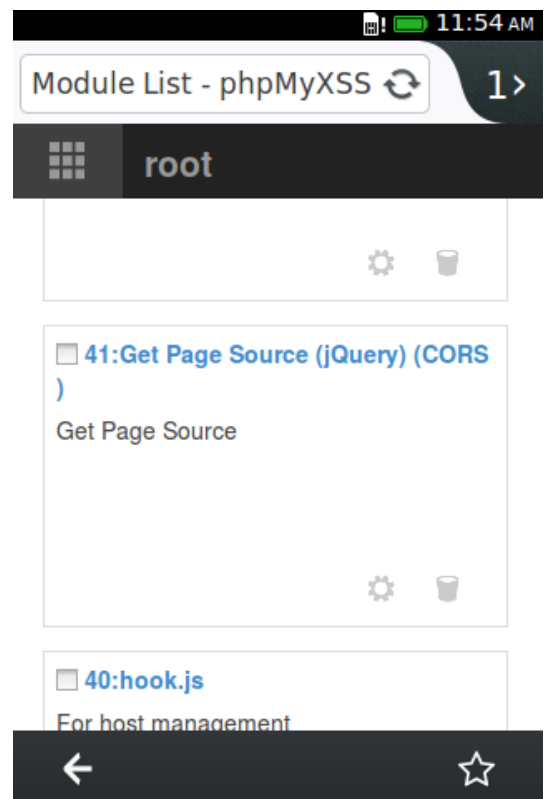 11:54 AM
Module List - phpMyXSS
1
root
41:Get Page Source (jQuery) (CORS
)
Get Page Source
40:hook.js
For host management